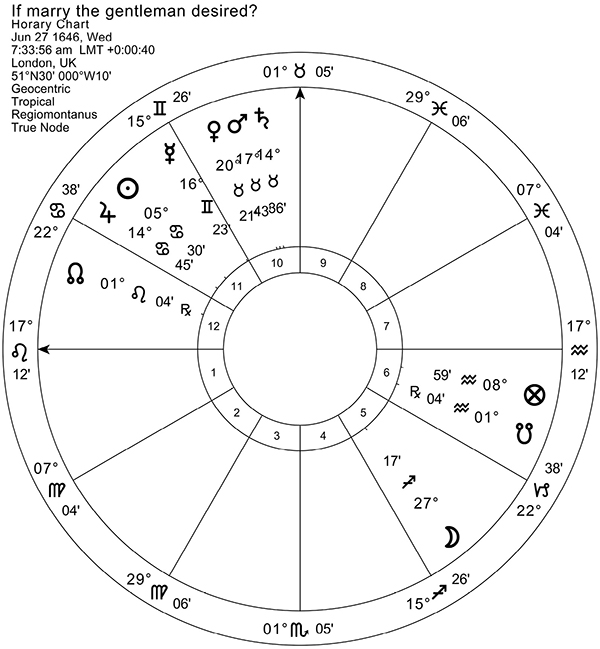 If marry the gentleman desired?
Horary Chart
Jun 27 1646, Wed
7:33:56 am LMT +0:00:40
London, UK
51°N30' 000°W10'
Geocentric
Tropical
Regiomontanus
True Node
01° ♉ 05'
15° ♊ 26'
29° ♓ 06'
♀ ♂ ♄
20° 17° 14°
♉ ♉ ♉
21' 43' 36'
☿
16°
♊
23'
38'
♋
22°
☉
05°
♋
30'
♃
14°
♋
45'
07°
♓
04'
☊ 01° ♌ 04' ℞
10 9
11 8
12 7
1 6
2 5
3 4
17°
♌
12'
17°
♒
12'
59' ♒ 08° ⊗
℞ 04' ♒ 01° ☋
17'
♐
27°
☽
07°
♍
04'
38'
♑
22°
29° ♍ 06'
15° ♐ 26'
01° ♏ 05'